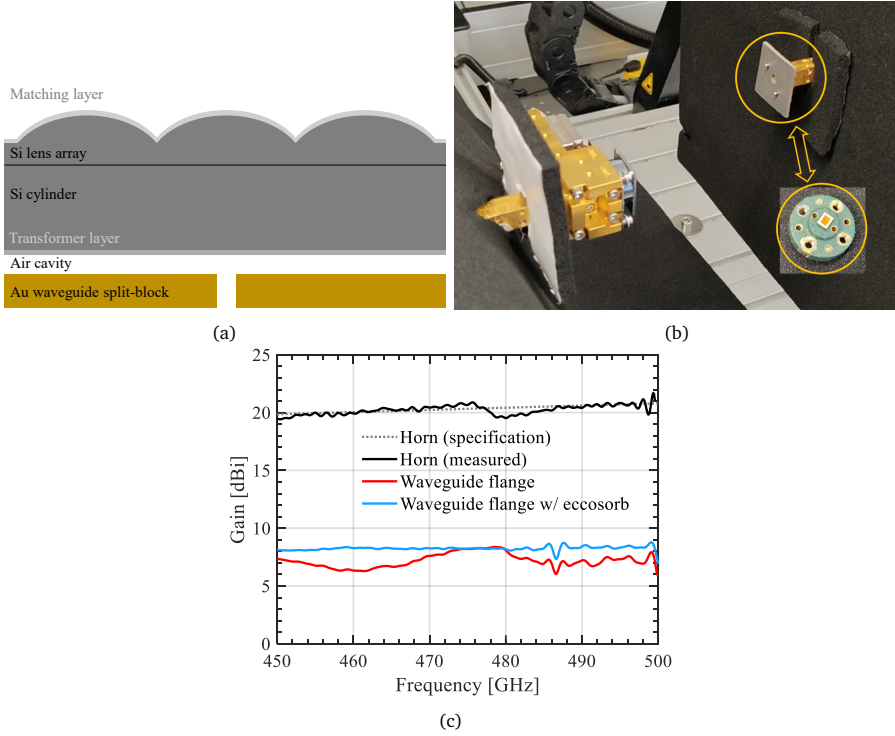 Matching layer
Si lens array
Si cylinder
Transformer layer
Air cavity
Au waveguide split-block
(a)
(b)
25
20
15
10
5
0
Gain [dBi]
Horn (specification)
Horn (measured)
Waveguide flange
Waveguide flange w/ eccosorb
450
460
470
480
490
500
Frequency [GHz]
(c)